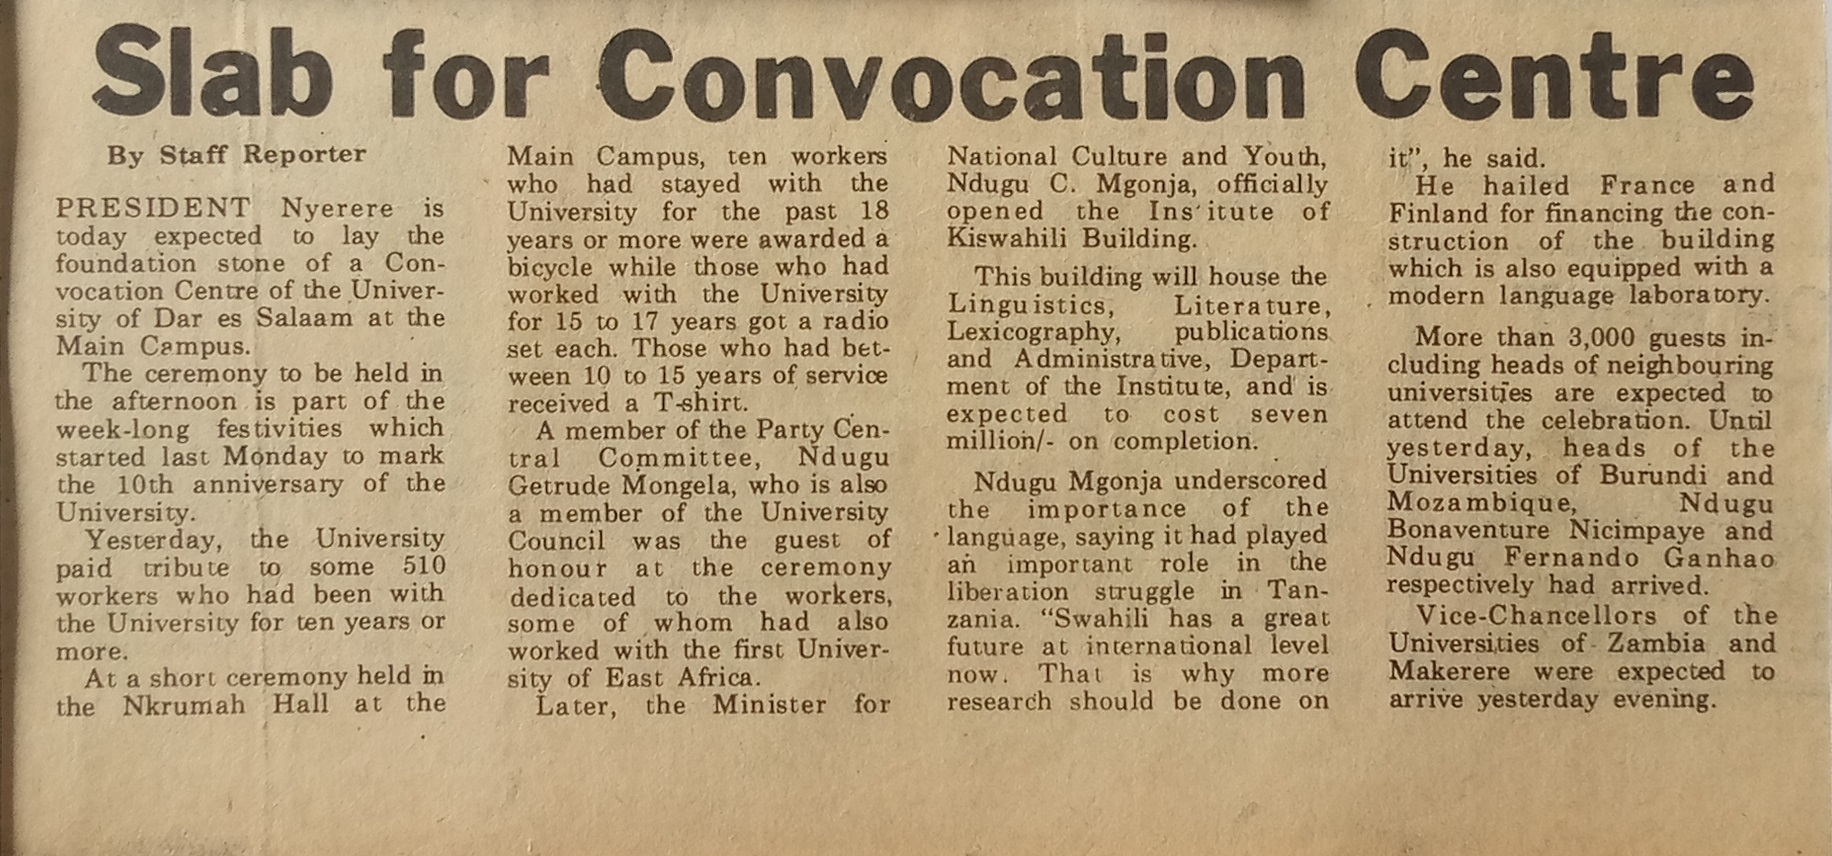 Slab for Convocation Centre
By Staff Reporter
PRESIDENT Nyerere is
today expected to lay the
foundation stone of a Con-
vocation Centre of the Univer-
sity of Dar es Salaam at the
Main Campus.
The ceremony to be held in
the afternoon is part of the
week-long festivities which
started last Monday to mark
the 10th anniversary of the
University.
Yesterday, the University
paid tribute to some 510
workers who had been with
the University for ten years or
more.
At a short ceremony held in
the Nkrumah Hall at the
Main Campus, ten workers
who had stayed with the
University for the past 18
years or more were awarded a
bicycle while those who had
worked with the University
for 15 to 17 years got a radio
set each. Those who had bet-
ween 10 to 15 years of service
received a T-shirt.
A member of the Party Cen-
tral Committee, Ndugu
Getrude Mongela, who is also
a member of the University
Council was the guest of
honour at the ceremony
dedicated to the workers,
some of whom had also
worked with the first Univer-
sity of East Africa.
Later, the Minister for
National Culture and Youth,
Ndugu C. Mgonja, officially
opened the Institute of
Kiswahili Building.
This building will house the
Linguistics, Literature,
Lexicography, publications
and Administrative, Depart-
ment of the Institute, and is
expected to cost seven
million/- on completion.
Ndugu Mgonja underscored
the importance of the
language, saying it had played
an important role in the
liberation struggle in Tan-
zania. "Swahili has a great
future at international level
now. That is why more
research should be done on
it", he said.
He hailed France and
Finland for financing the con-
struction of the building
which is also equipped with a
modern language laboratory.
More than 3,000 guests in-
cluding heads of neighbouring
universities are expected to
attend the celebration. Until
yesterday, heads of the
Universities of Burundi and
Mozambique, Ndugu
Bonaventure Nicimpaye and
Ndugu Fernando Ganhao
respectively had arrived.
Vice-Chancellors of the
Universities of Zambia and
Makerere were expected to
arrive yesterday evening.